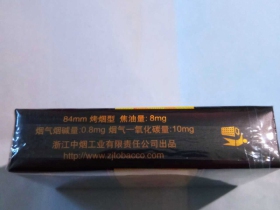 84mm 烤烟型 焦油量: 8mg
烟气烟碱量: 0.8mg 烟气一氧化碳量: 10mg
浙江中烟工业有限责任公司出品
http://www.zjtobacco.com